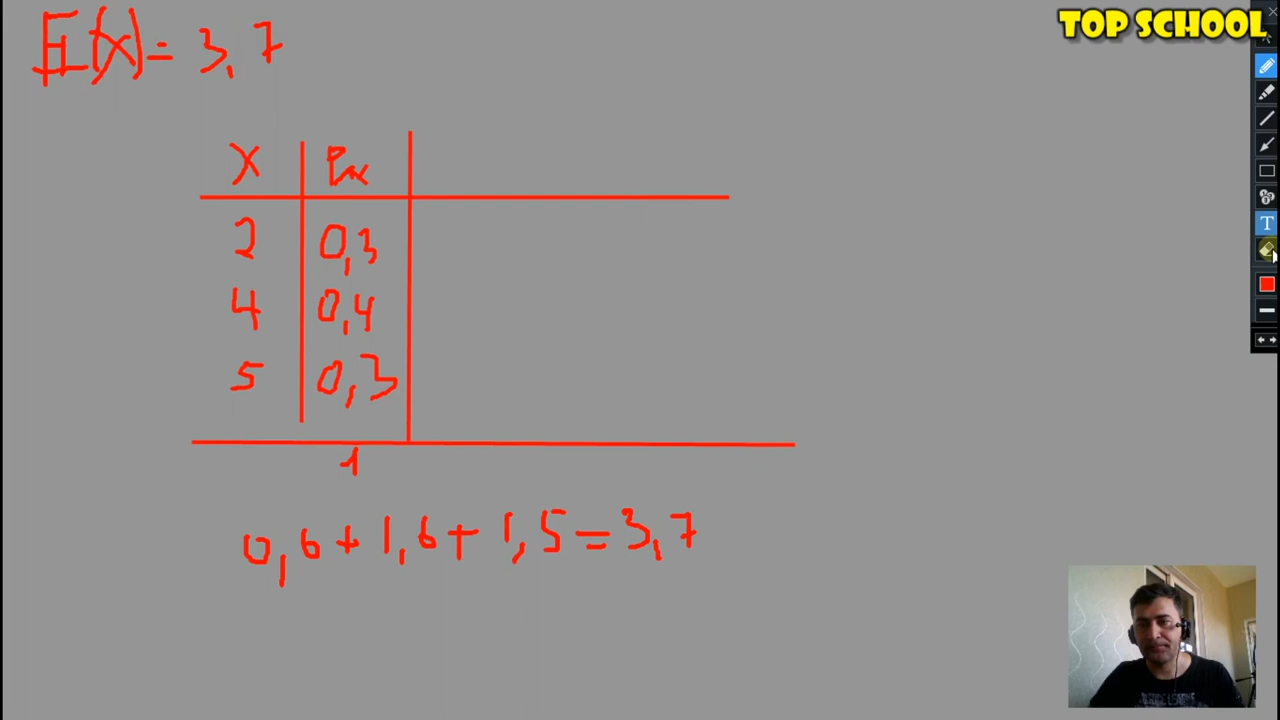 TOP SCHOOL
E(X) = 3,7
X Px
2 0,3
4 0,4
5 0,3
1
0,6 + 1,6 + 1,5 = 3,7
T